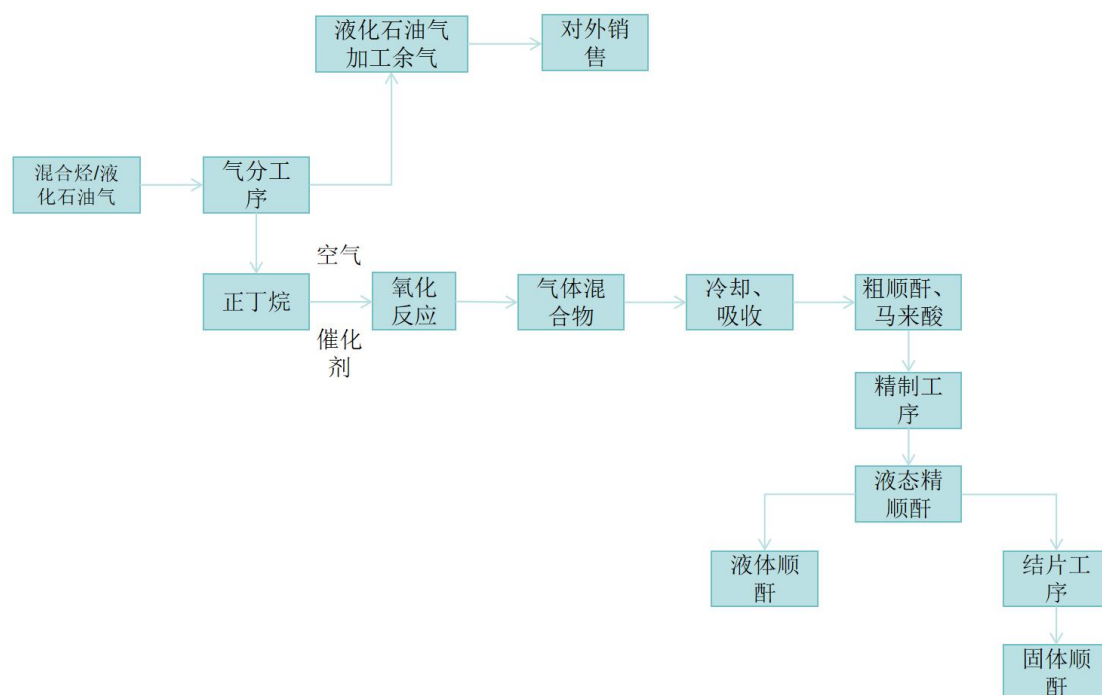 液化石油气
加工余气
对外销
售
混合烃/液
化石油气
气分工
序
空气
正丁烷
催化
剂
氧化
反应
气体混
合物
冷却、
吸收
粗顺酐、
马来酸
精制工
序
液态精
顺酐
液体顺
酐
结片工
序
固体顺
酐